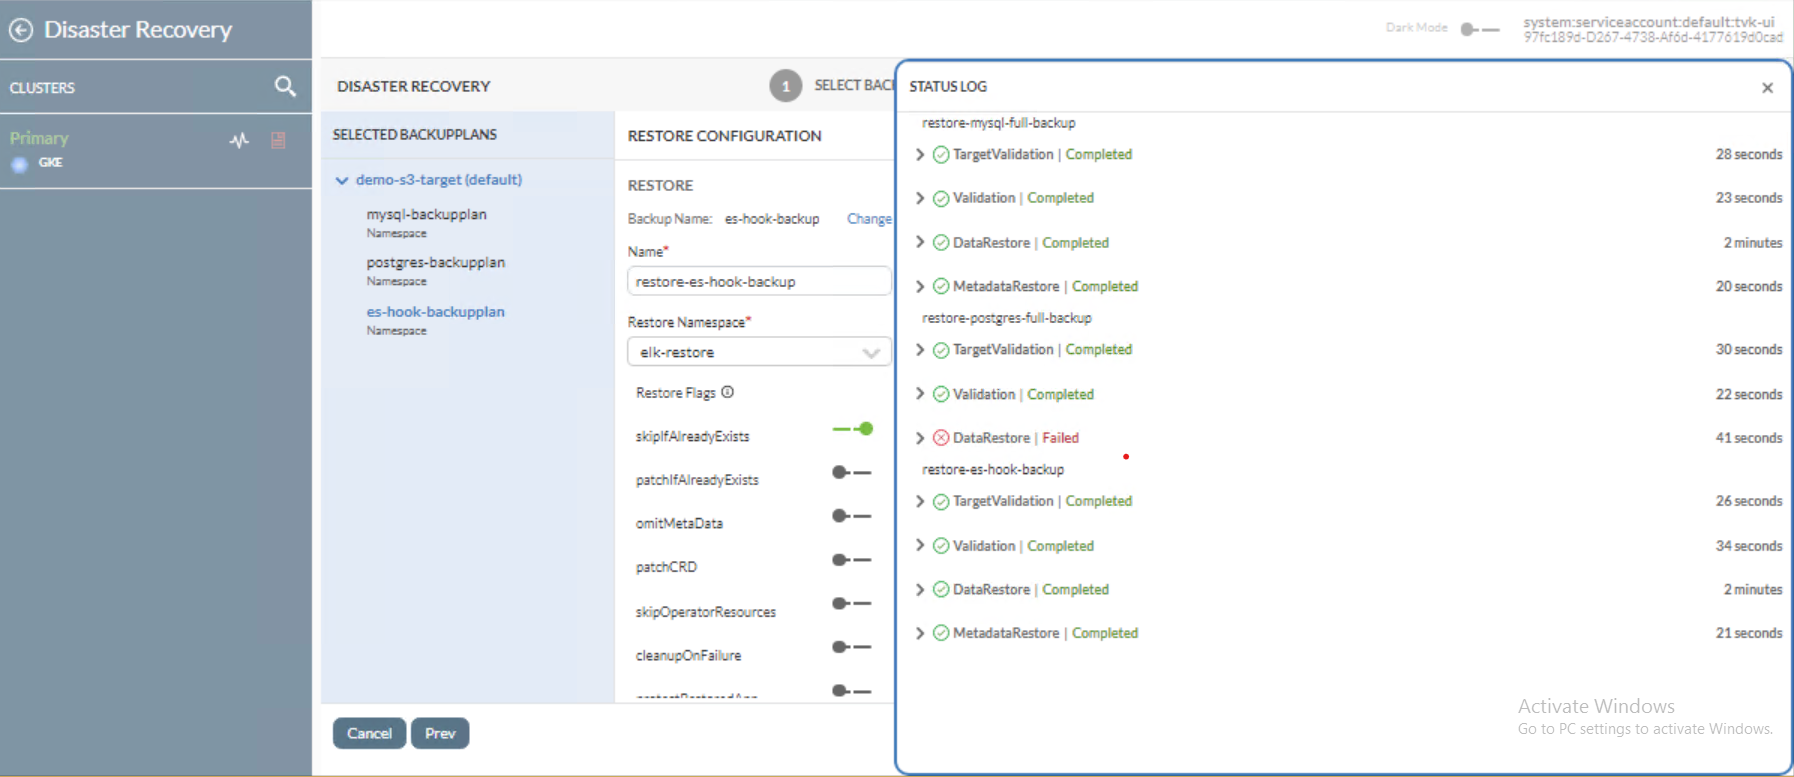 Disaster Recovery
CLUSTERS
Primary
GKE
Dark Mode
system:serviceaccount:default:tvk-ui
97fc189d-D267-4738-Af6d-4177619d0cad
DISASTER RECOVERY
1 SELECT BAC
SELECTED BACKUPPLANS
demo-s3-target (default)
mysql-backupplan
Namespace
postgres-backupplan
Namespace
es-hook-backupplan
Namespace
RESTORE CONFIGURATION
RESTORE
Backup Name: es-hook-backup Change
Name*
restore-es-hook-backup
Restore Namespace*
elk-restore
Restore Flags
skipIfAlreadyExists
patchIfAlreadyExists
omitMetaData
patchCRD
skipOperatorResources
cleanupOnFailure
Cancel Prev
STATUS LOG
restore-mysql-full-backup
TargetValidation | Completed 28 seconds
Validation | Completed 23 seconds
DataRestore | Completed 2 minutes
MetadataRestore | Completed 20 seconds
restore-postgres-full-backup
TargetValidation | Completed 30 seconds
Validation | Completed 22 seconds
DataRestore | Failed 41 seconds
restore-es-hook-backup
TargetValidation | Completed 26 seconds
Validation | Completed 34 seconds
DataRestore | Completed 2 minutes
MetadataRestore | Completed 21 seconds
Activate Windows
Go to PC settings to activate Windows.